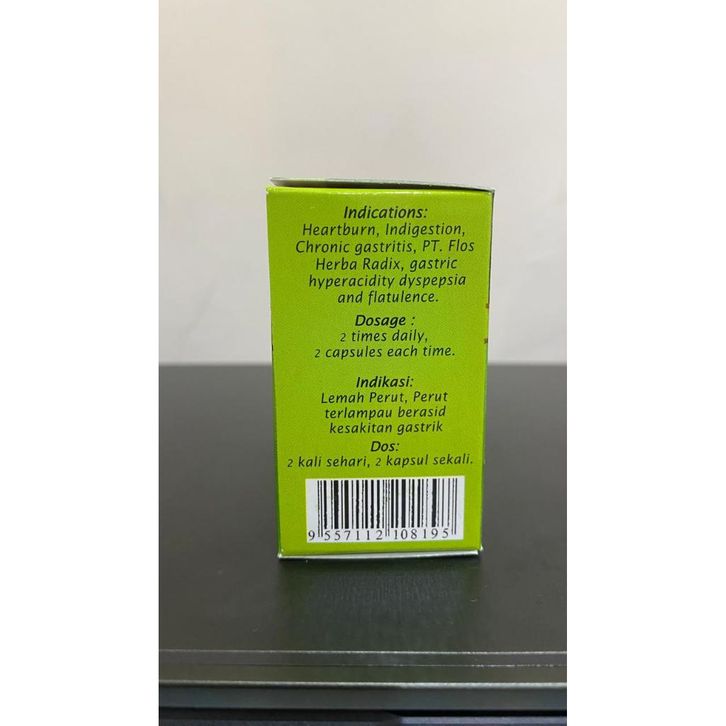 Indications:
Heartburn, Indigestion,
Chronic gastritis, PT. Flos
Herba Radix, gastric
hyperacidity dyspepsia
and flatulence.
Dosage :
2 times daily,
2 capsules each time.
Indikasi:
Lemah Perut, Perut
terlampau berasid
kesakitan gastrik
Dos:
2 kali sehari, 2 kapsul sekali.
9 557112 108195